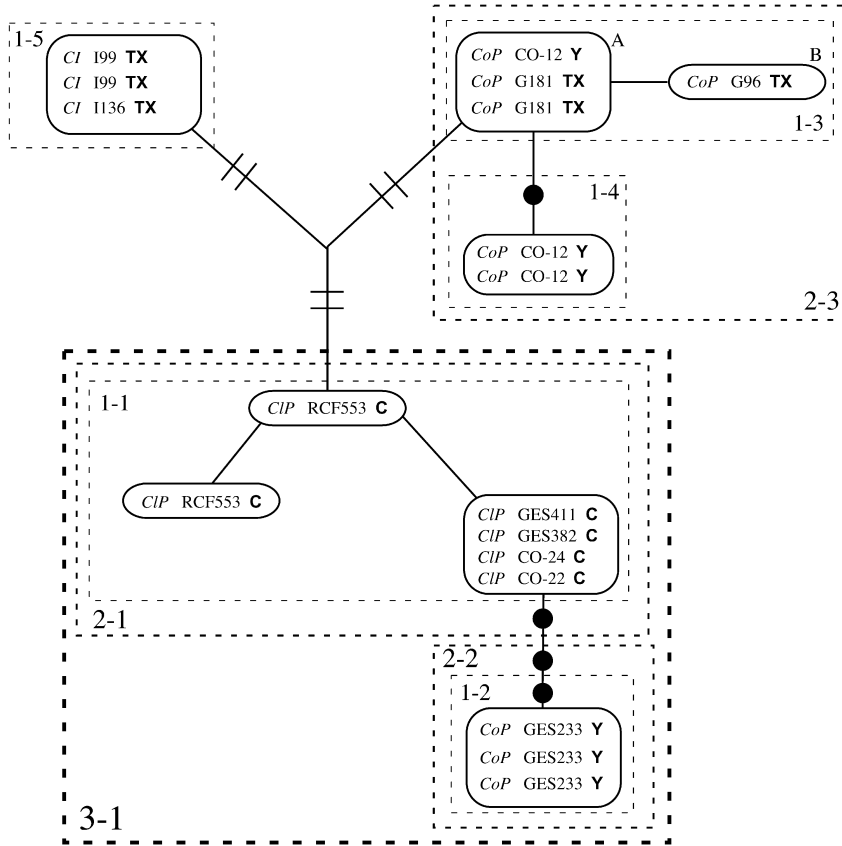 1-5
CI I99 TX
CI I99 TX
CI I136 TX
A
CoP CO-12 Y
CoP G181 TX
CoP G181 TX
B
CoP G96 TX
1-3
1-4
CoP CO-12 Y
CoP CO-12 Y
2-3
1-1
ClP RCF553 C
ClP RCF553 C
ClP GES411 C
ClP GES382 C
ClP CO-24 C
ClP CO-22 C
2-1
2-2
1-2
CoP GES233 Y
CoP GES233 Y
CoP GES233 Y
3-1